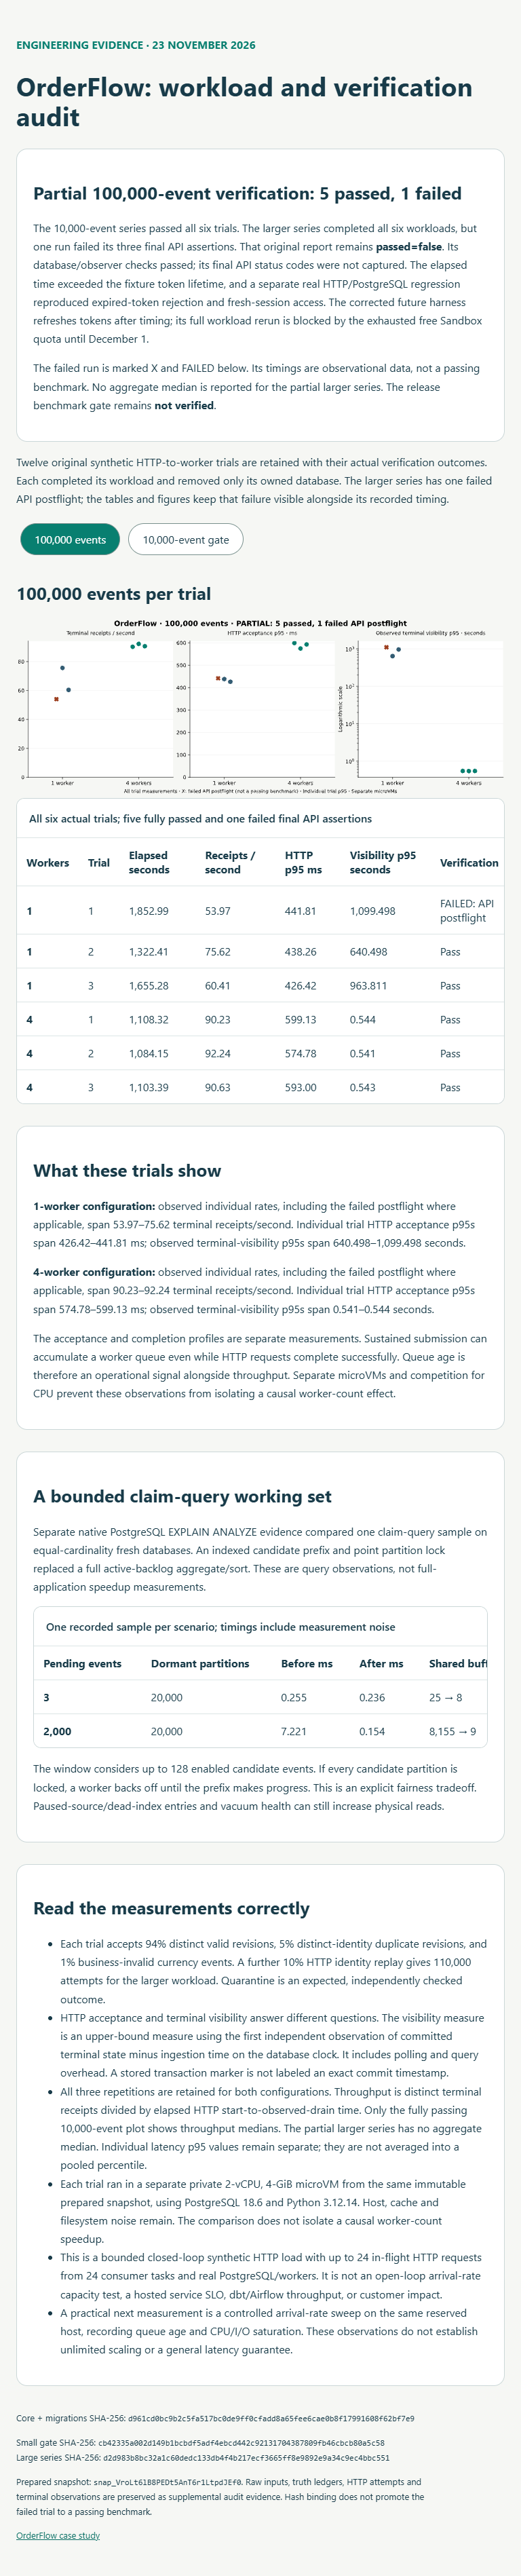 ENGINEERING EVIDENCE · 23 NOVEMBER 2026
OrderFlow: workload and verification
audit
Partial 100,000-event verification: 5 passed, 1 failed
The 10,000-event series passed all six trials. The larger series completed all six workloads, but
one run failed its three final API assertions. That original report remains passed=false. Its
database/observer checks passed; its final API status codes were not captured. The elapsed
time exceeded the fixture token lifetime, and a separate real HTTP/PostgreSQL regression
reproduced expired-token rejection and fresh-session access. The corrected future harness
refreshes tokens after timing; its full workload rerun is blocked by the exhausted free Sandbox
quota until December 1.
The failed run is marked X and FAILED below. Its timings are observational data, not a passing
benchmark. No aggregate median is reported for the partial larger series. The release
benchmark gate remains not verified.
Twelve original synthetic HTTP-to-worker trials are retained with their actual verification outcomes.
Each completed its workload and removed only its owned database. The larger series has one failed
API postflight; the tables and figures keep that failure visible alongside its recorded timing.
100,000 events
10,000-event gate
100,000 events per trial
OrderFlow · 100,000 events · PARTIAL: 5 passed, 1 failed API postflight
Terminal receipts / second
HTTP acceptance p95 · ms
Observed terminal visibility p95 · seconds
80
60
40
20
0
1 worker
4 workers
600
500
400
300
200
100
0
1 worker
4 workers
Logarithmic scale
10³
10²
10¹
10⁰
1 worker
4 workers
All trial measurements · X: failed API postflight (not a passing benchmark) · Individual trial p95 · Separate microVMs
All six actual trials; five fully passed and one failed final API assertions
Workers Trial Elapsed seconds Receipts / second HTTP p95 ms Visibility p95 seconds Verification
1 1 1,852.99 53.97 441.81 1,099.498 FAILED: API postflight
1 2 1,322.41 75.62 438.26 640.498 Pass
1 3 1,655.28 60.41 426.42 963.811 Pass
4 1 1,108.32 90.23 599.13 0.544 Pass
4 2 1,084.15 92.24 574.78 0.541 Pass
4 3 1,103.39 90.63 593.00 0.543 Pass
What these trials show
1-worker configuration: observed individual rates, including the failed postflight where
applicable, span 53.97–75.62 terminal receipts/second. Individual trial HTTP acceptance p95s
span 426.42–441.81 ms; observed terminal-visibility p95s span 640.498–1,099.498 seconds.
4-worker configuration: observed individual rates, including the failed postflight where
applicable, span 90.23–92.24 terminal receipts/second. Individual trial HTTP acceptance p95s
span 574.78–599.13 ms; observed terminal-visibility p95s span 0.541–0.544 seconds.
The acceptance and completion profiles are separate measurements. Sustained submission can
accumulate a worker queue even while HTTP requests complete successfully. Queue age is
therefore an operational signal alongside throughput. Separate microVMs and competition for
CPU prevent these observations from isolating a causal worker-count effect.
A bounded claim-query working set
Separate native PostgreSQL EXPLAIN ANALYZE evidence compared one claim-query sample on
equal-cardinality fresh databases. An indexed candidate prefix and point partition lock
replaced a full active-backlog aggregate/sort. These are query observations, not full-
application speedup measurements.
One recorded sample per scenario; timings include measurement noise
Pending events Dormant partitions Before ms After ms Shared buff
3 20,000 0.255 0.236 25 → 8
2,000 20,000 7.221 0.154 8,155 → 9
The window considers up to 128 enabled candidate events. If every candidate partition is
locked, a worker backs off until the prefix makes progress. This is an explicit fairness tradeoff.
Paused-source/dead-index entries and vacuum health can still increase physical reads.
Read the measurements correctly
• Each trial accepts 94% distinct valid revisions, 5% distinct-identity duplicate revisions, and
1% business-invalid currency events. A further 10% HTTP identity replay gives 110,000
attempts for the larger workload. Quarantine is an expected, independently checked
outcome.
• HTTP acceptance and terminal visibility answer different questions. The visibility measure
is an upper-bound measure using the first independent observation of committed
terminal state minus ingestion time on the database clock. It includes polling and query
overhead. A stored transaction marker is not labeled an exact commit timestamp.
• All three repetitions are retained for both configurations. Throughput is distinct terminal
receipts divided by elapsed HTTP start-to-observed-drain time. Only the fully passing
10,000-event plot shows throughput medians. The partial larger series has no aggregate
median. Individual latency p95 values remain separate; they are not averaged into a
pooled percentile.
• Each trial ran in a separate private 2-vCPU, 4-GiB microVM from the same immutable
prepared snapshot, using PostgreSQL 18.6 and Python 3.12.14. Host, cache and
filesystem noise remain. The comparison does not isolate a causal worker-count
speedup.
• This is a bounded closed-loop synthetic HTTP load with up to 24 in-flight HTTP requests
from 24 consumer tasks and real PostgreSQL/workers. It is not an open-loop arrival-rate
capacity test, a hosted service SLO, dbt/Airflow throughput, or customer impact.
• A practical next measurement is a controlled arrival-rate sweep on the same reserved
host, recording queue age and CPU/I/O saturation. These observations do not establish
unlimited scaling or a general latency guarantee.
Core + migrations SHA-256: d961cd0bc9b2c5fa517bc0de9ff0cfadd8a65fee6cae0b8f17991608f62bf7e9
Small gate SHA-256: cb42335a002d149b1bcbdf5adf4ebcd442c92131704387809fb46cbcb80a5c58
Large series SHA-256: d2d983b8bc32a1c60dedc133db4f4b217ecf3665ff8e9892e9a34c9ec4bbc551
Prepared snapshot: snap_VroLt61B8PEDt5AnT6r1LtpdJEf0. Raw inputs, truth ledgers, HTTP attempts and
terminal observations are preserved as supplemental audit evidence. Hash binding does not promote the
failed trial to a passing benchmark.
OrderFlow case study